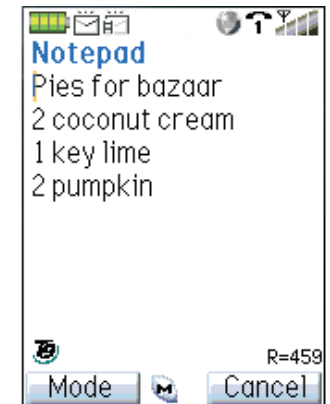 Notepad
Pies for bazaar
2 coconut cream
1 key lime
2 pumpkin
R=459
Mode M Cancel